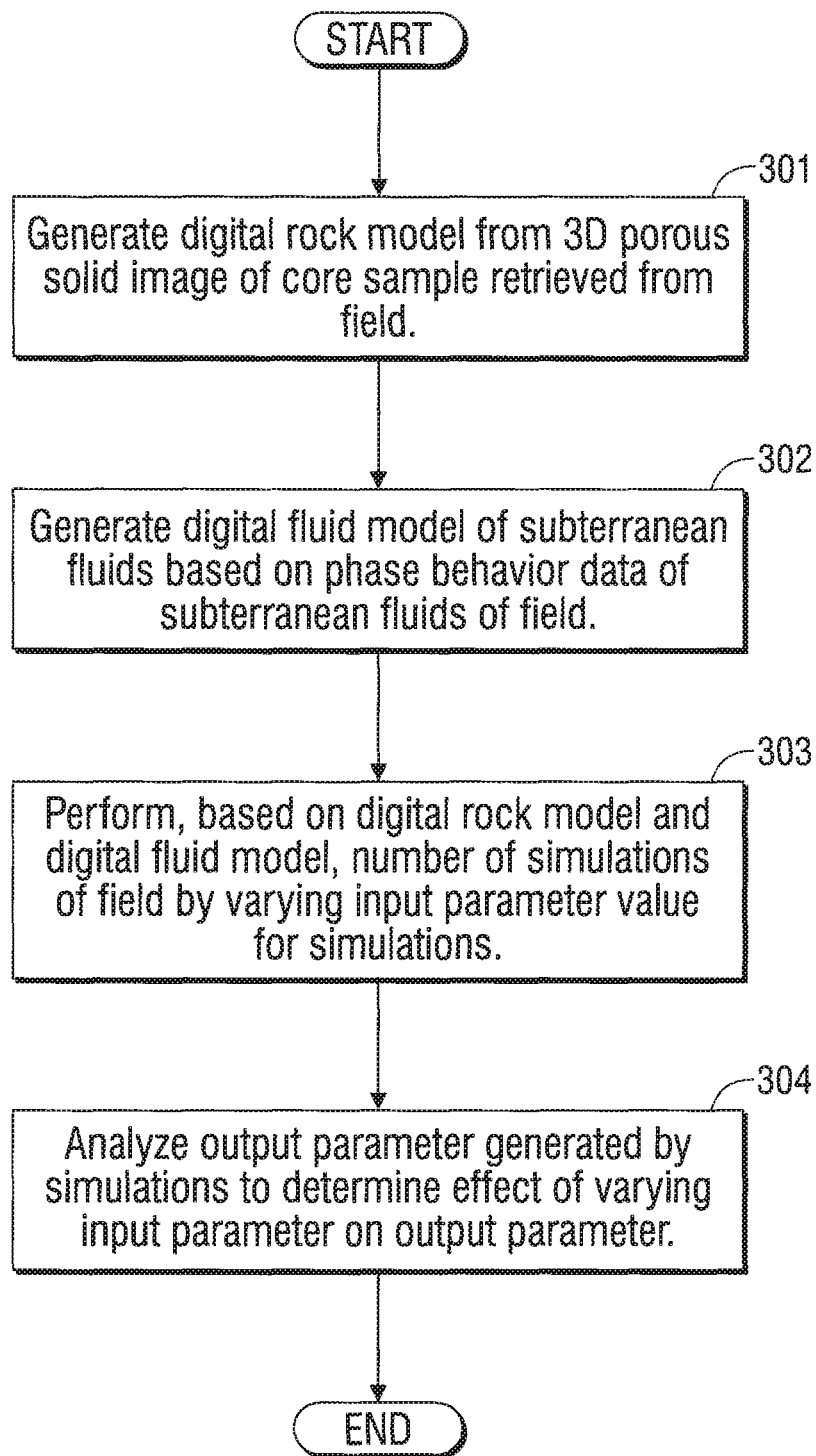 START
301
Generate digital rock model from 3D porous
solid image of core sample retrieved from
field.
302
Generate digital fluid model of subterranean
fluids based on phase behavior data of
subterranean fluids of field.
303
Perform, based on digital rock model and
digital fluid model, number of simulations
of field by varying input parameter value
for simulations.
304
Analyze output parameter generated by
simulations to determine effect of varying
input parameter on output parameter.
END